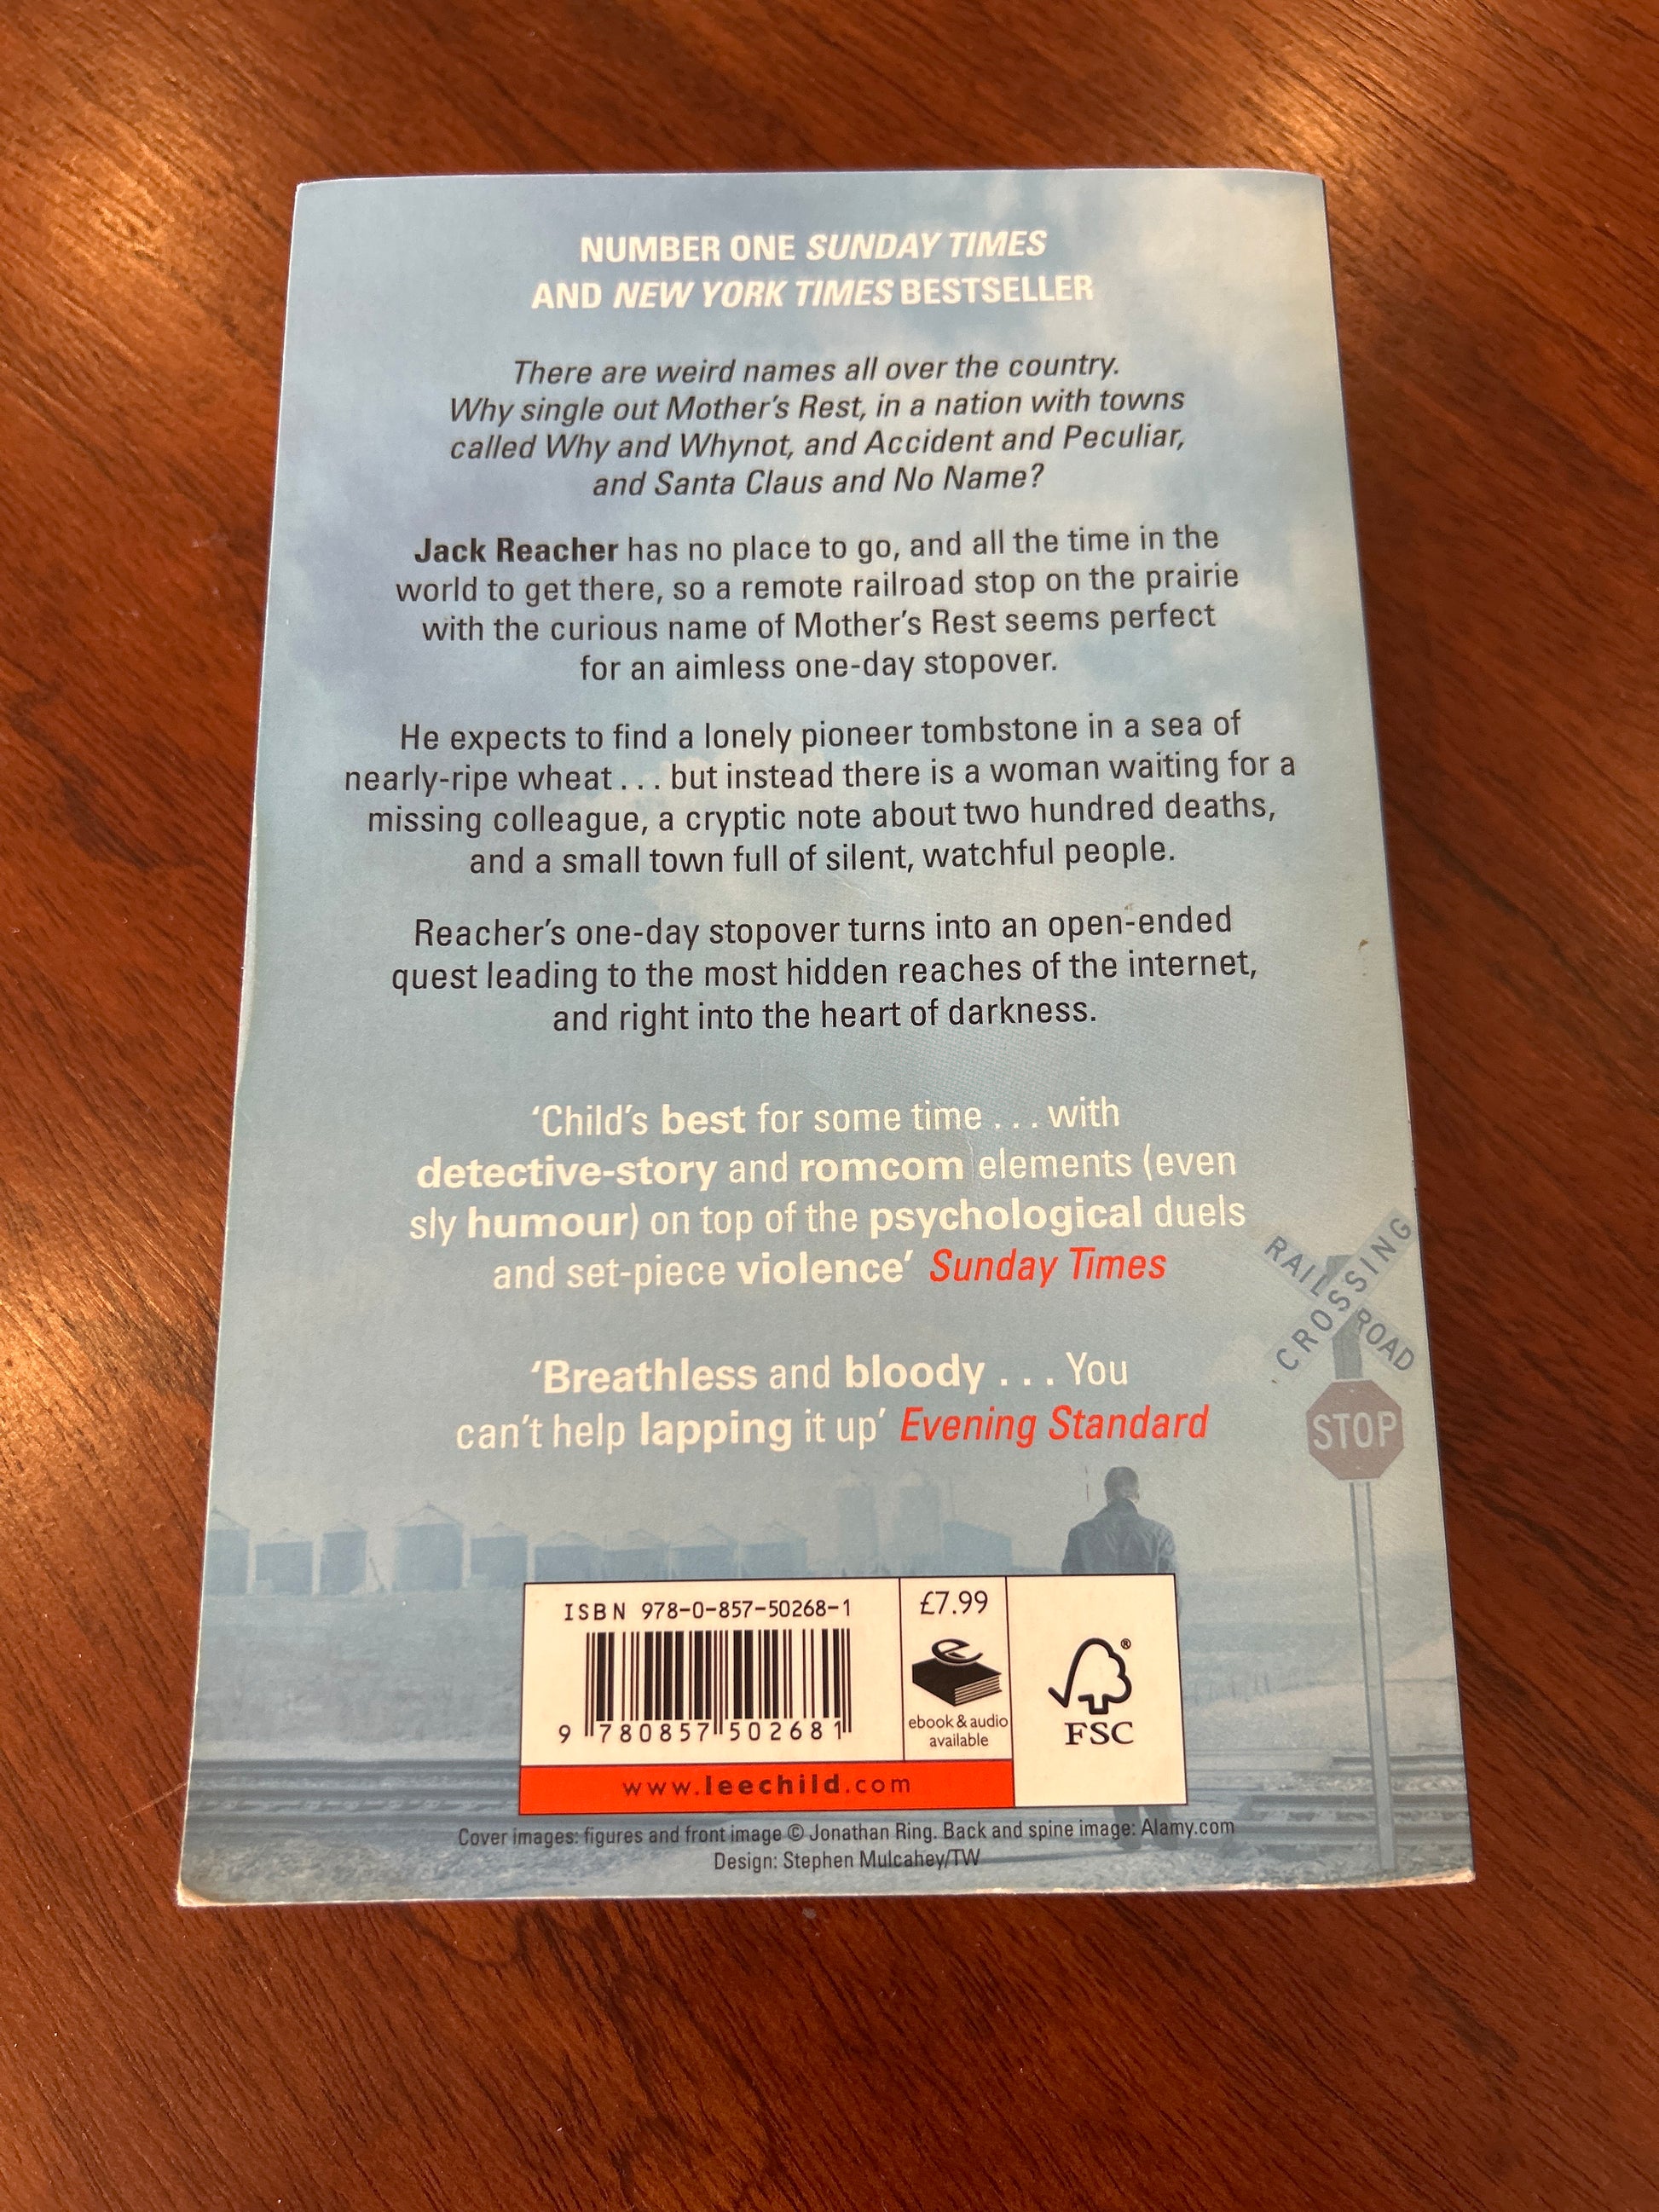 NUMBER ONE SUNDAY TIMES
AND NEW YORK TIMES BESTSELLER
There are weird names all over the country.
Why single out Mother's Rest, in a nation with towns
called Why and Whynot, and Accident and Peculiar,
and Santa Claus and No Name?
Jack Reacher has no place to go, and all the time in the
world to get there, so a remote railroad stop on the prairie
with the curious name of Mother's Rest seems perfect
for an aimless one-day stopover.
He expects to find a lonely pioneer tombstone in a sea of
nearly-ripe wheat . . . but instead there is a woman waiting for a
missing colleague, a cryptic note about two hundred deaths,
and a small town full of silent, watchful people.
Reacher's one-day stopover turns into an open-ended
quest leading to the most hidden reaches of the internet,
and right into the heart of darkness.
‘Child's best for some time . . . with
detective-story and romcom elements (even
sly humour) on top of the psychological duels
and set-piece violence’ Sunday Times
RAILROAD
CROSSING
STOP
‘Breathless and bloody . . . You
can't help lapping it up’ Evening Standard
ISBN 978-0-857-50268-1
9 780857 502681
£7.99
e
ebook & audio
available
®
FSC
www.leechild.com
Cover images: figures and front image © Jonathan Ring. Back and spine image: Alamy.com
Design: Stephen Mulcahey/TW